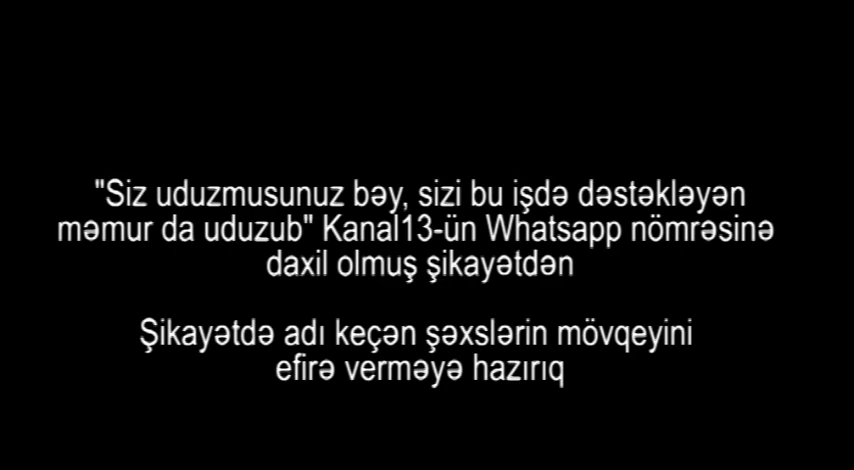 "Siz uduzmusunuz bəy, sizi bu işdə dəstəkləyən
məmur da uduzub" Kanal13-ün Whatsapp nömrəsinə
daxil olmuş şikayətdən
Şikayətdə adı keçən şəxslərin mövqeyini
efirə verməyə hazırıq